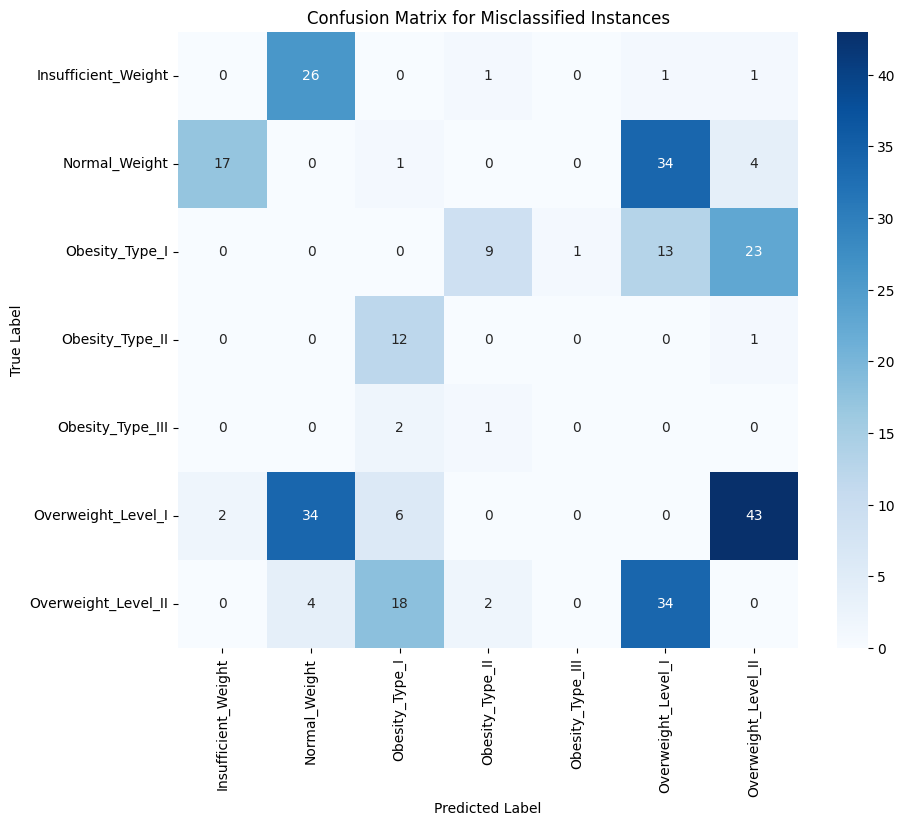 Confusion Matrix for Misclassified Instances
True Label
Insufficient_Weight 0 26 0 1 0 1 1
Normal_Weight 17 0 1 0 0 34 4
Obesity_Type_I 0 0 0 9 1 13 23
Obesity_Type_II 0 0 12 0 0 0 1
Obesity_Type_III 0 0 2 1 0 0 0
Overweight_Level_I 2 34 6 0 0 0 43
Overweight_Level_II 0 4 18 2 0 34 0
Insufficient_Weight
Normal_Weight
Obesity_Type_I
Obesity_Type_II
Obesity_Type_III
Overweight_Level_I
Overweight_Level_II
Predicted Label
40
35
30
25
20
15
10
5
0